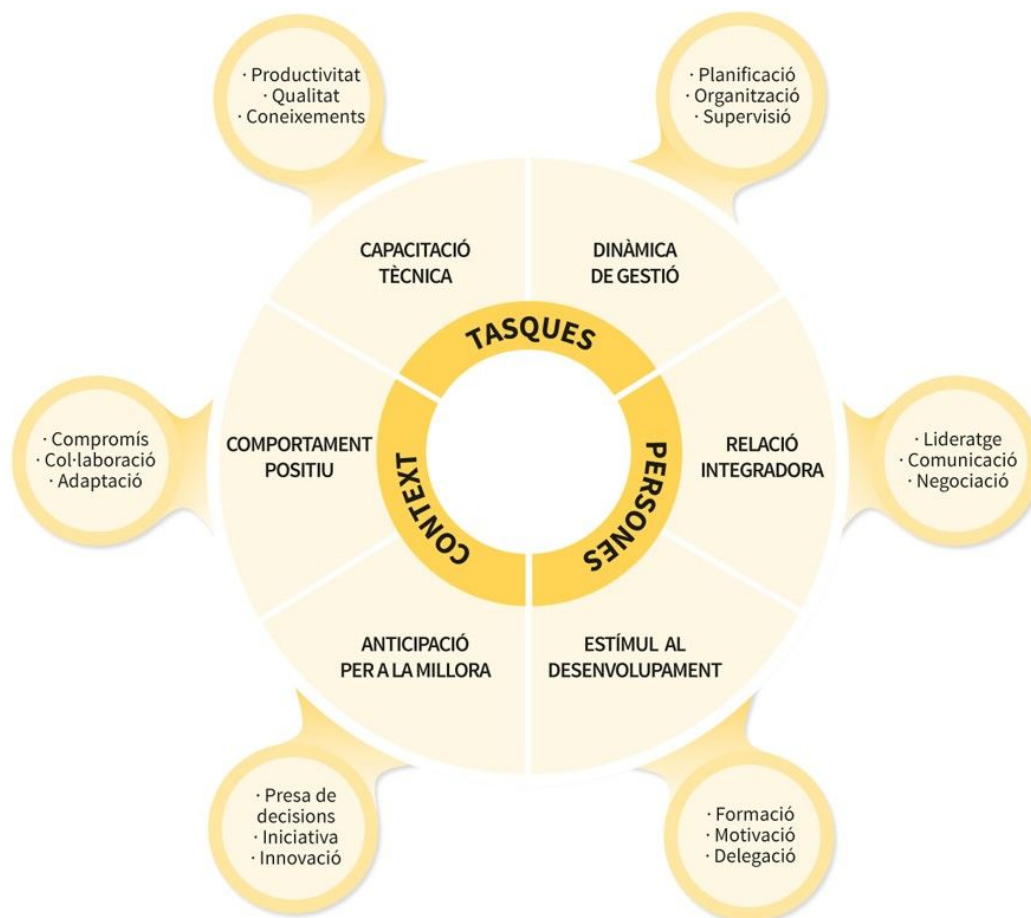 · Productivitat
· Qualitat
· Coneixements
· Planificació
· Organització
· Supervisió
CAPACITACIÓ
TÈCNICA
DINÀMICA
DE GESTIÓ
TASQUES
· Compromís
· Col·laboració
· Adaptació
COMPORTAMENT
POSITIU
CONTEXT
PERSONES
RELACIÓ
INTEGRADORA
· Lideratge
· Comunicació
· Negociació
ANTICIPACIÓ
PER A LA MILLORA
ESTÍMUL AL
DESENVOLUPAMENT
· Presa de
decisions
· Iniciativa
· Innovació
· Formació
· Motivació
· Delegació